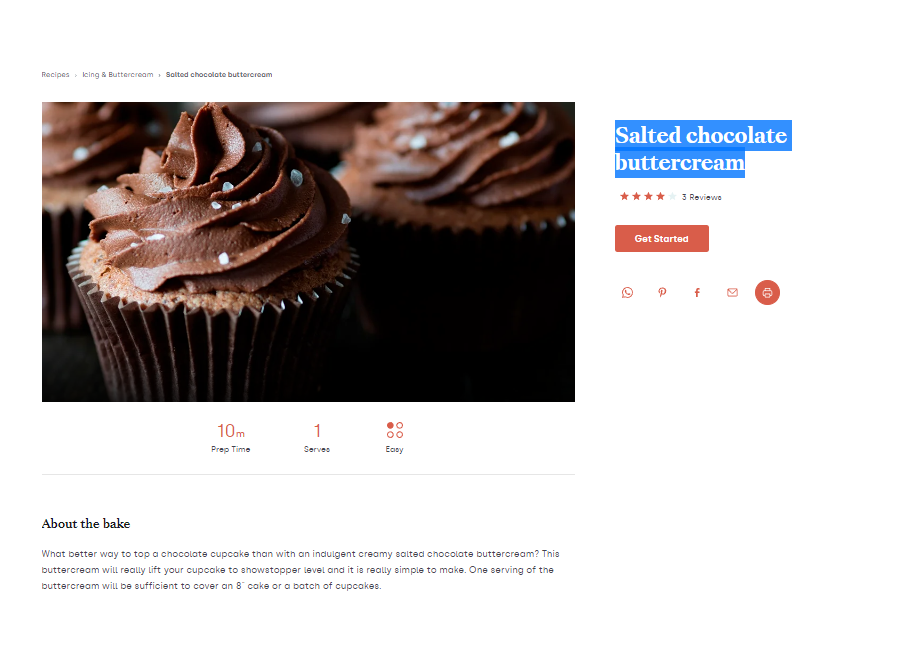 Recipes › Icing & Buttercream › Salted chocolate buttercream
Salted chocolate
buttercream
3 Reviews
Get Started
10m
Prep Time
1
Serves
Easy
About the bake
What better way to top a chocolate cupcake than with an indulgent creamy salted chocolate buttercream? This
buttercream will really lift your cupcake to showstopper level and it is really simple to make. One serving of the
buttercream will be sufficient to cover an 8" cake or a batch of cupcakes.